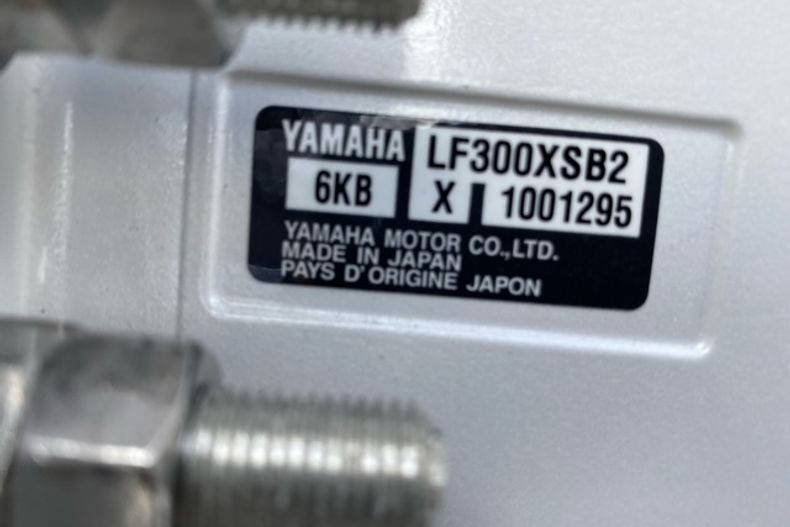 YAMAHA LF300XSB2
6KB X 1001295
YAMAHA MOTOR CO.,LTD.
MADE IN JAPAN
PAYS D'ORIGINE JAPON